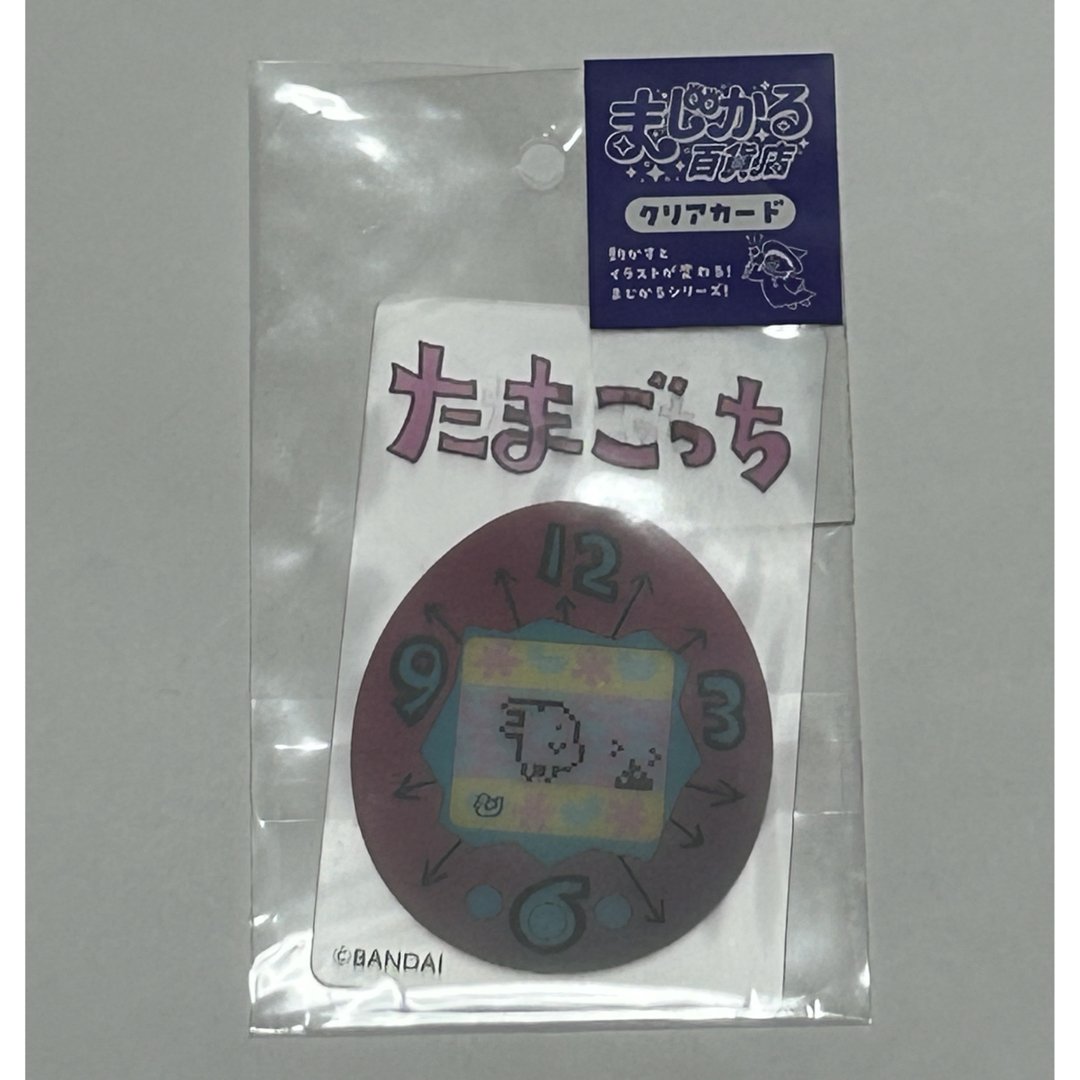 まじかる
百貨店
クリアカード
動かすと
イラストが変わる!
まじかるシリーズ!
たまごっち
12
9
3
6
©BANDAI